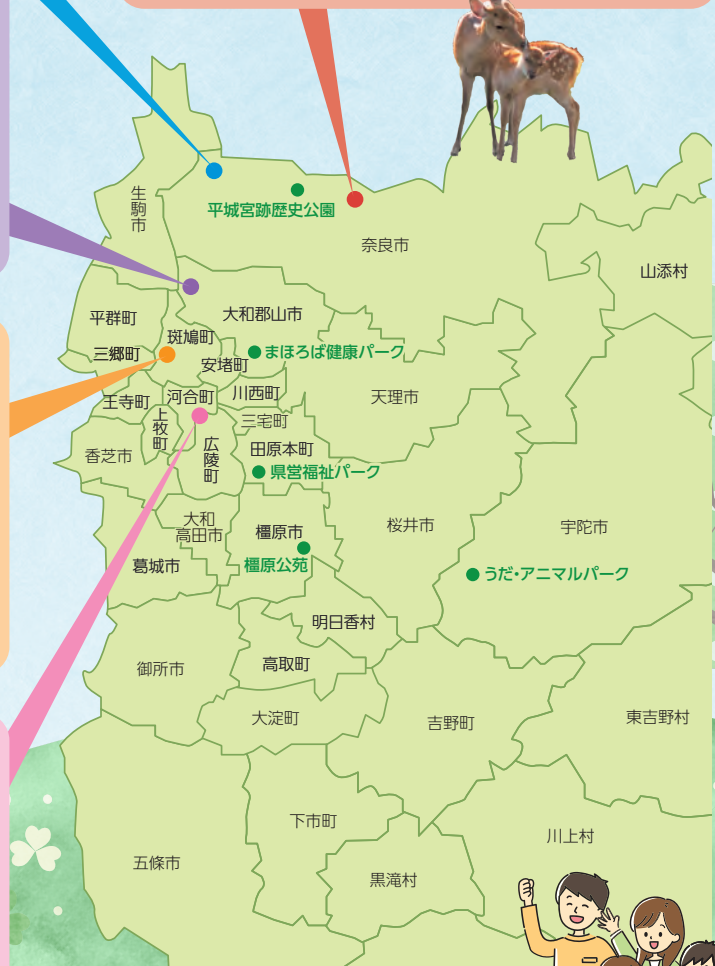 生駒市
平城宮跡歴史公園
奈良市
山添村
平群町
大和郡山市
斑鳩町
三郷町
安堵町
まほろば健康パーク
王寺町
河合町
川西町
天理市
上牧町
三宅町
香芝市
広陵町
田原本町
県営福祉パーク
大和
高田市
橿原市
桜井市
宇陀市
葛城市
橿原公苑
うだ・アニマルパーク
明日香村
御所市
高取町
大淀町
吉野町
東吉野村
下市町
川上村
五條市
黒滝村